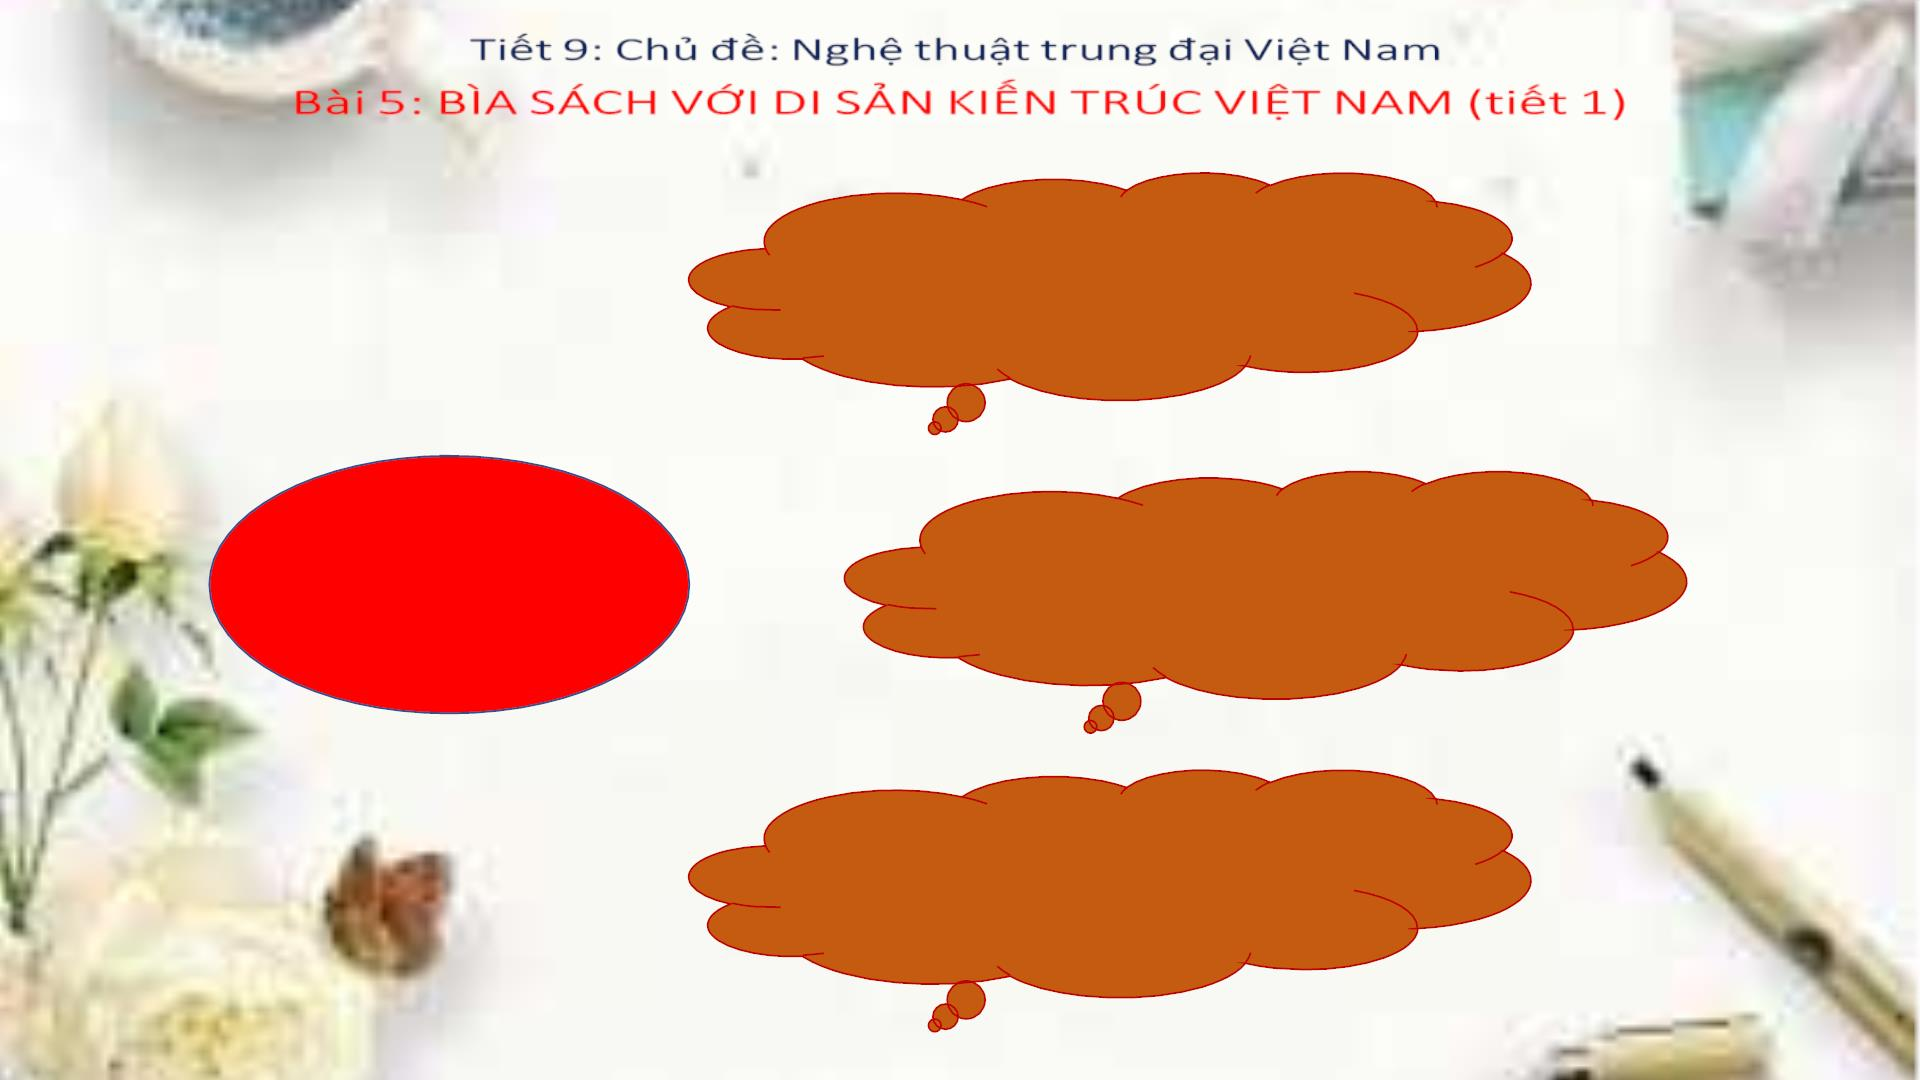 Tiết 9: Chủ đề: Nghệ thuật trung đại Việt Nam
Bài 5: BÌA SÁCH VỚI DI SẢN KIẾN TRÚC VIỆT NAM (tiết 1)